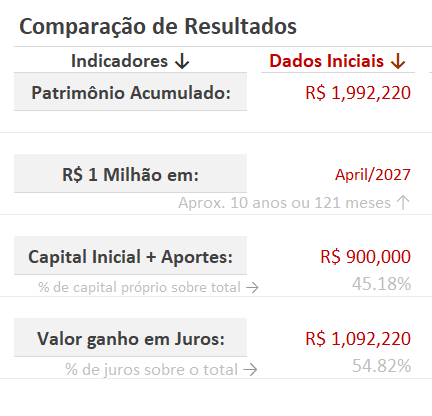 Comparação de Resultados
Indicadores ↓ Dados Iniciais ↓
Patrimônio Acumulado: R$ 1,992,220
R$ 1 Milhão em: April/2027
Aprox. 10 anos ou 121 meses ↑
Capital Inicial + Aportes: R$ 900,000
% de capital próprio sobre total → 45.18%
Valor ganho em Juros: R$ 1,092,220
% de juros sobre o total → 54.82%